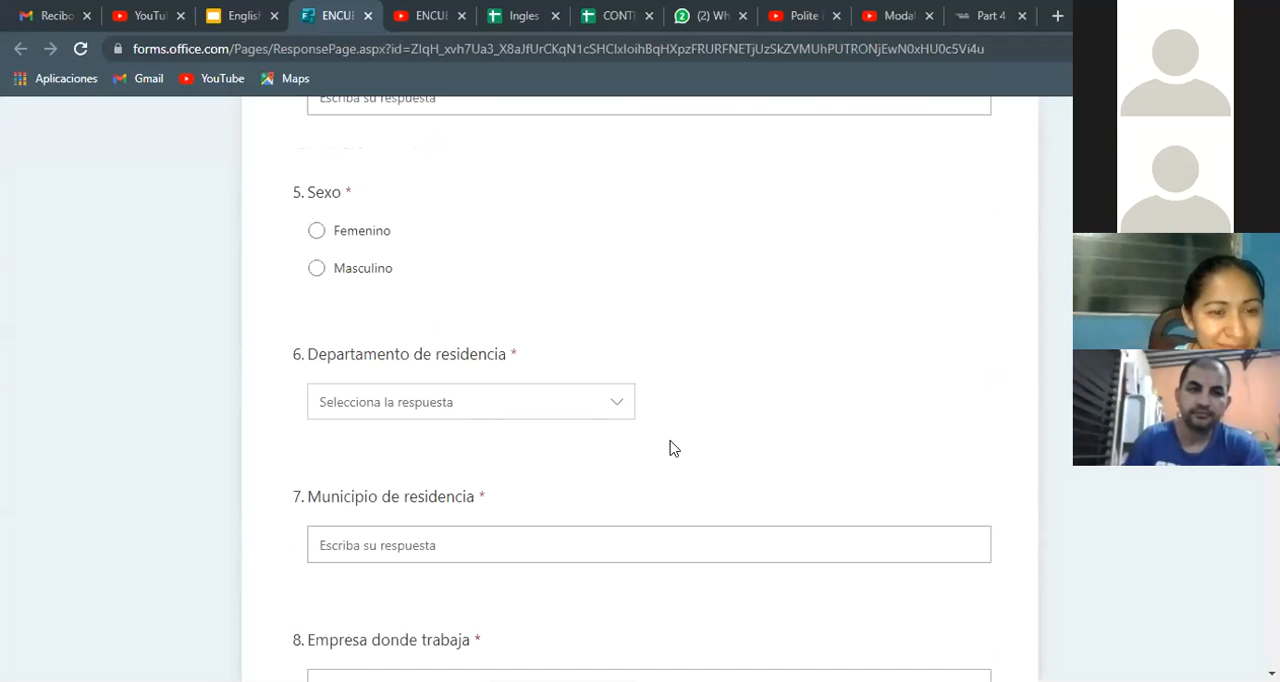 Recibo
YouTu
English
ENCUE
ENCUE
Ingles
CONT
(2) Wh
Polite i
Modal
Part 4
forms.office.com/Pages/ResponsePage.aspx?id=ZIqH_xvh7Ua3_X8aJfUrCKqN1cSHClxIoihBqHXpzFRURFNETjUzSkZVMUhPUTRONjEwN0xHU0c5Vi4u
Aplicaciones
Gmail
YouTube
Maps
Escriba su respuesta
5. Sexo *
Femenino
Masculino
6. Departamento de residencia *
Selecciona la respuesta
7. Municipio de residencia *
Escriba su respuesta
8. Empresa donde trabaja *